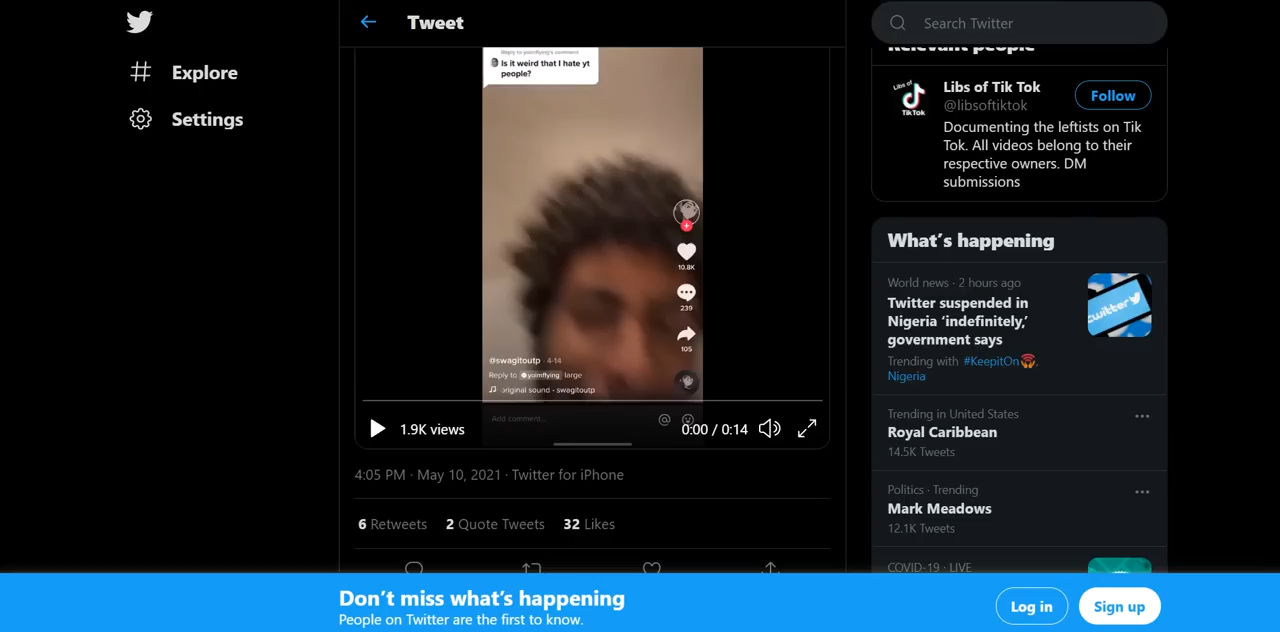 Explore
Settings
Tweet
Reply to yoimflying's comment
Is it weird that I hate yt
people?
10.8K
239
105
@swagitoutp · 4-14
Reply to yoimflying large
original sound - swagitoutp
Add comment...
1.9K views
0:00 / 0:14
4:05 PM · May 10, 2021 · Twitter for iPhone
6 Retweets 2 Quote Tweets 32 Likes
Search Twitter
Relevant people
Libs of Tik Tok
@libsoftiktok
Follow
Libs of
TikTok
Documenting the leftists on Tik
Tok. All videos belong to their
respective owners. DM
submissions
What's happening
World news · 2 hours ago
Twitter suspended in
Nigeria 'indefinitely,'
government says
Trending with #KeepitOn,
Nigeria
twitter
Trending in United States
Royal Caribbean
14.5K Tweets
Politics · Trending
Mark Meadows
12.1K Tweets
COVID-19 · LIVE
Don't miss what's happening
People on Twitter are the first to know.
Log in
Sign up